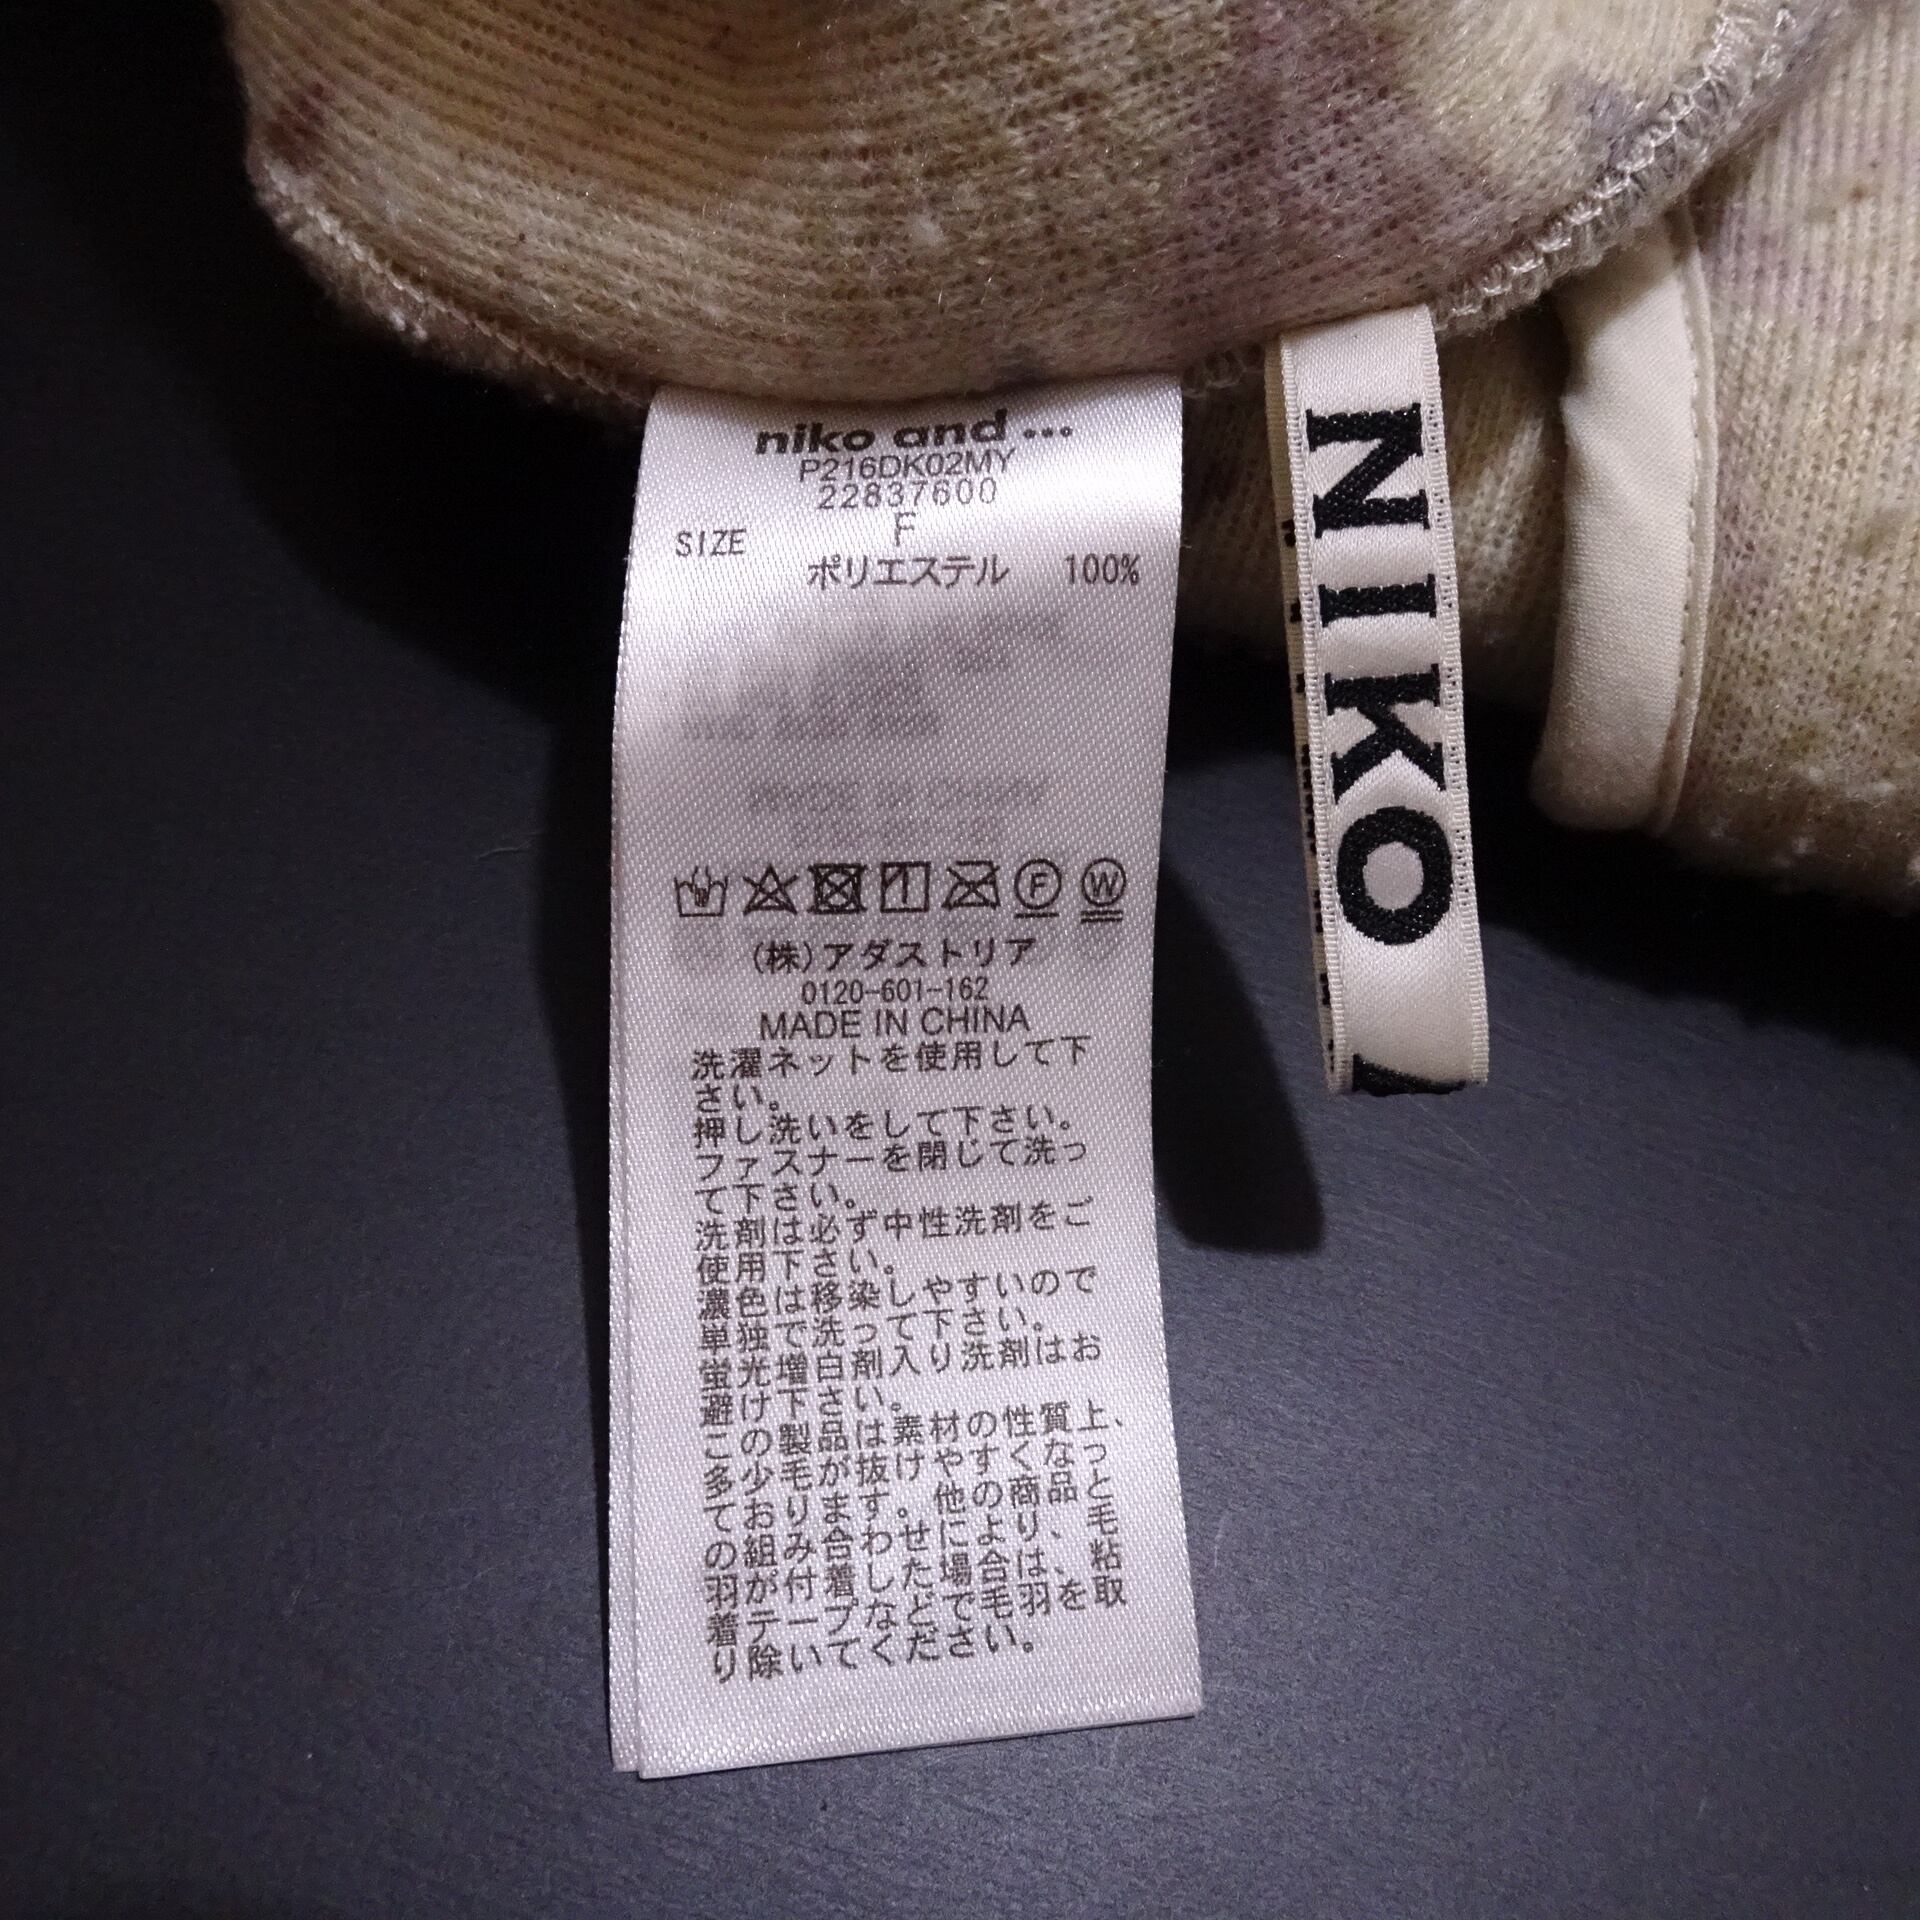 niko and ...
P216DK02MY
22837600
SIZE F
ポリエステル 100%
F W
(株)アダストリア
0120-601-162
MADE IN CHINA
洗濯ネットを使用して下
さい。
押し洗いをして下さい。
ファスナーを閉じて洗っ
て下さい。
洗剤は必ず中性洗剤をご
使用下さい。
濃色は移染しやすいので
単独で洗って下さい。
蛍光増白剤入り洗剤はお
避け下さい。
この製品は素材の性質上、
多少毛が抜けやすくなっ
ております。他の商品と
の組み合わせにより、毛
羽が付着した場合は、粘
着テープなどで毛羽を取
り除いてください。
NIKO A